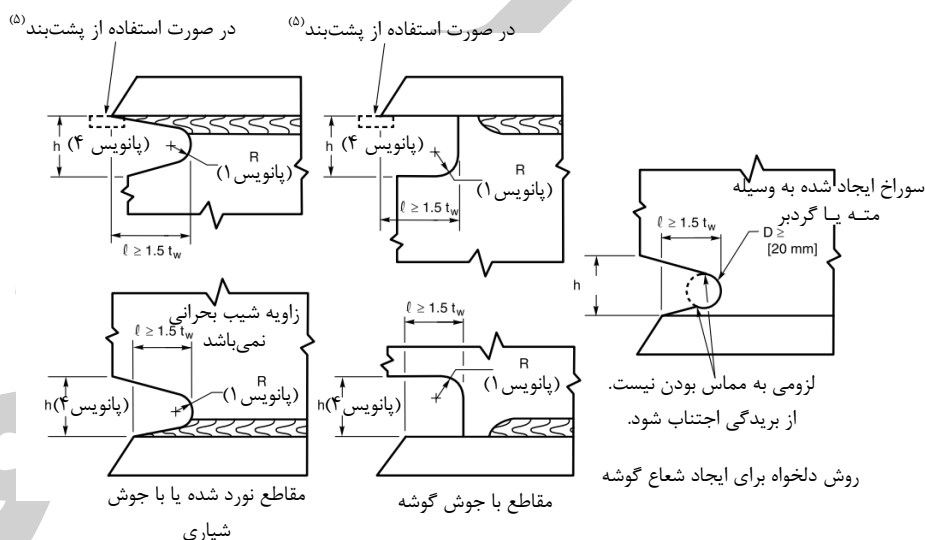 در صورت استفاده از پشت‌بند(۵)
در صورت استفاده از پشت‌بند(۵)
h
(پانویس ۴)
R
(پانویس ۱)
ℓ ≥ 1.5 tw
h
(پانویس ۴)
R
(پانویس ۱)
ℓ ≥ 1.5 tw
سوراخ ایجاد شده به وسیله
مته یا گردبر
ℓ ≥ 1.5 tw
D ≥
[20 mm]
h
لزومی به مماس بودن نیست.
از بریدگی اجتناب شود.
روش دلخواه برای ایجاد شعاع گوشه
زاویه شیب بحرانی
نمی‌باشد
ℓ ≥ 1.5 tw
R
(پانویس ۱)
h(پانویس ۴)
مقاطع نورد شده یا با جوش
شیاری
ℓ ≥ 1.5 tw
R
(پانویس ۱)
h(پانویس ۴)
مقاطع با جوش گوشه